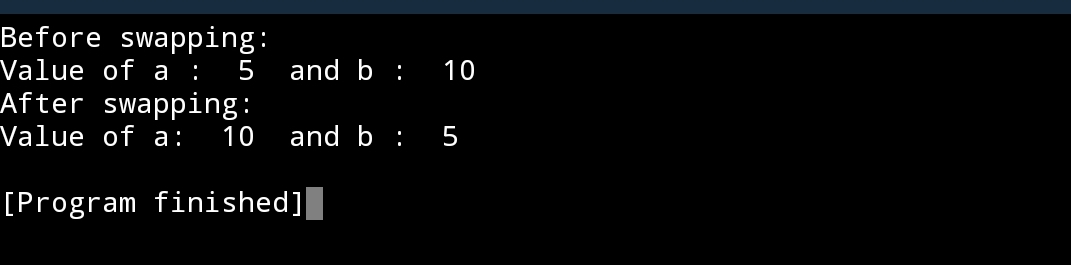 Before swapping:
Value of a :  5  and b :  10
After swapping:
Value of a:  10  and b :  5
[Program finished]